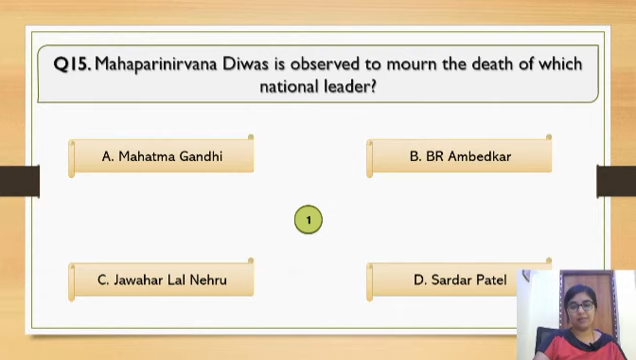 Q15. Mahaparinirvana Diwas is observed to mourn the death of which
national leader?
A. Mahatma Gandhi
B. BR Ambedkar
1
C. Jawahar Lal Nehru
D. Sardar Patel